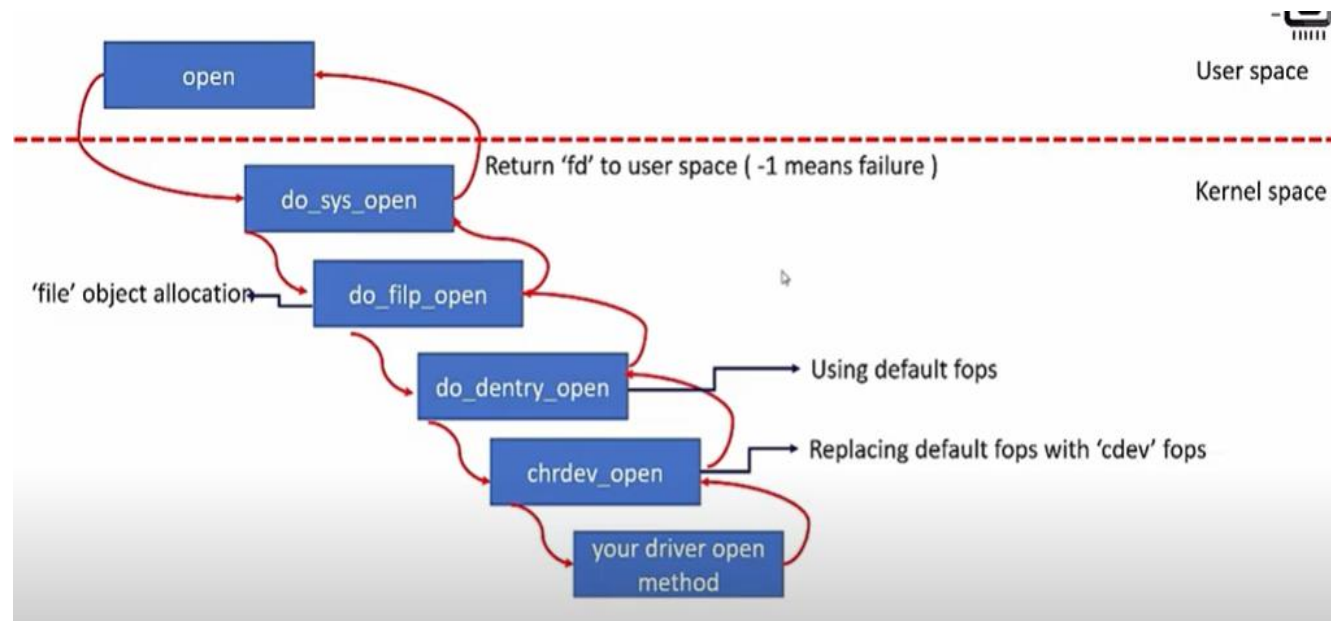 open
User space
Return 'fd' to user space ( -1 means failure )
do_sys_open
Kernel space
'file' object allocation
do_filp_open
do_dentry_open
Using default fops
chrdev_open
Replacing default fops with 'cdev' fops
your driver open
method